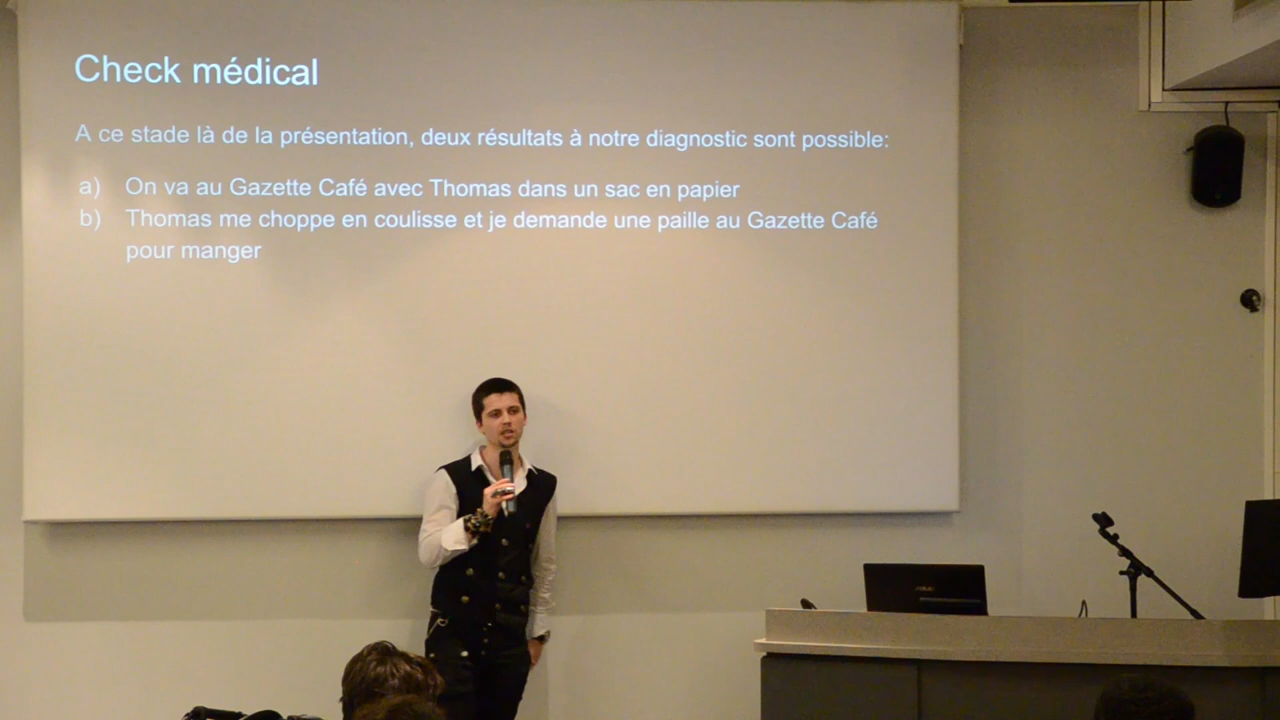 Check médical
A ce stade là de la présentation, deux résultats à notre diagnostic sont possible:
a) On va au Gazette Café avec Thomas dans un sac en papier
b) Thomas me choppe en coulisse et je demande une paille au Gazette Café
pour manger